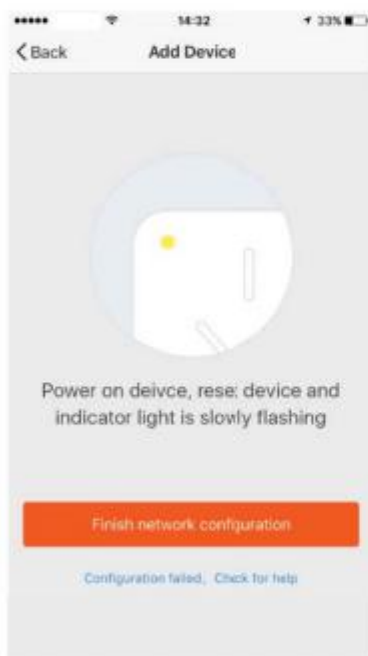 14:32
33%
Back
Add Device
Power on deivce, reset device and
indicator light is slowly flashing
Finish network configuration
Configuration failed, Check for help